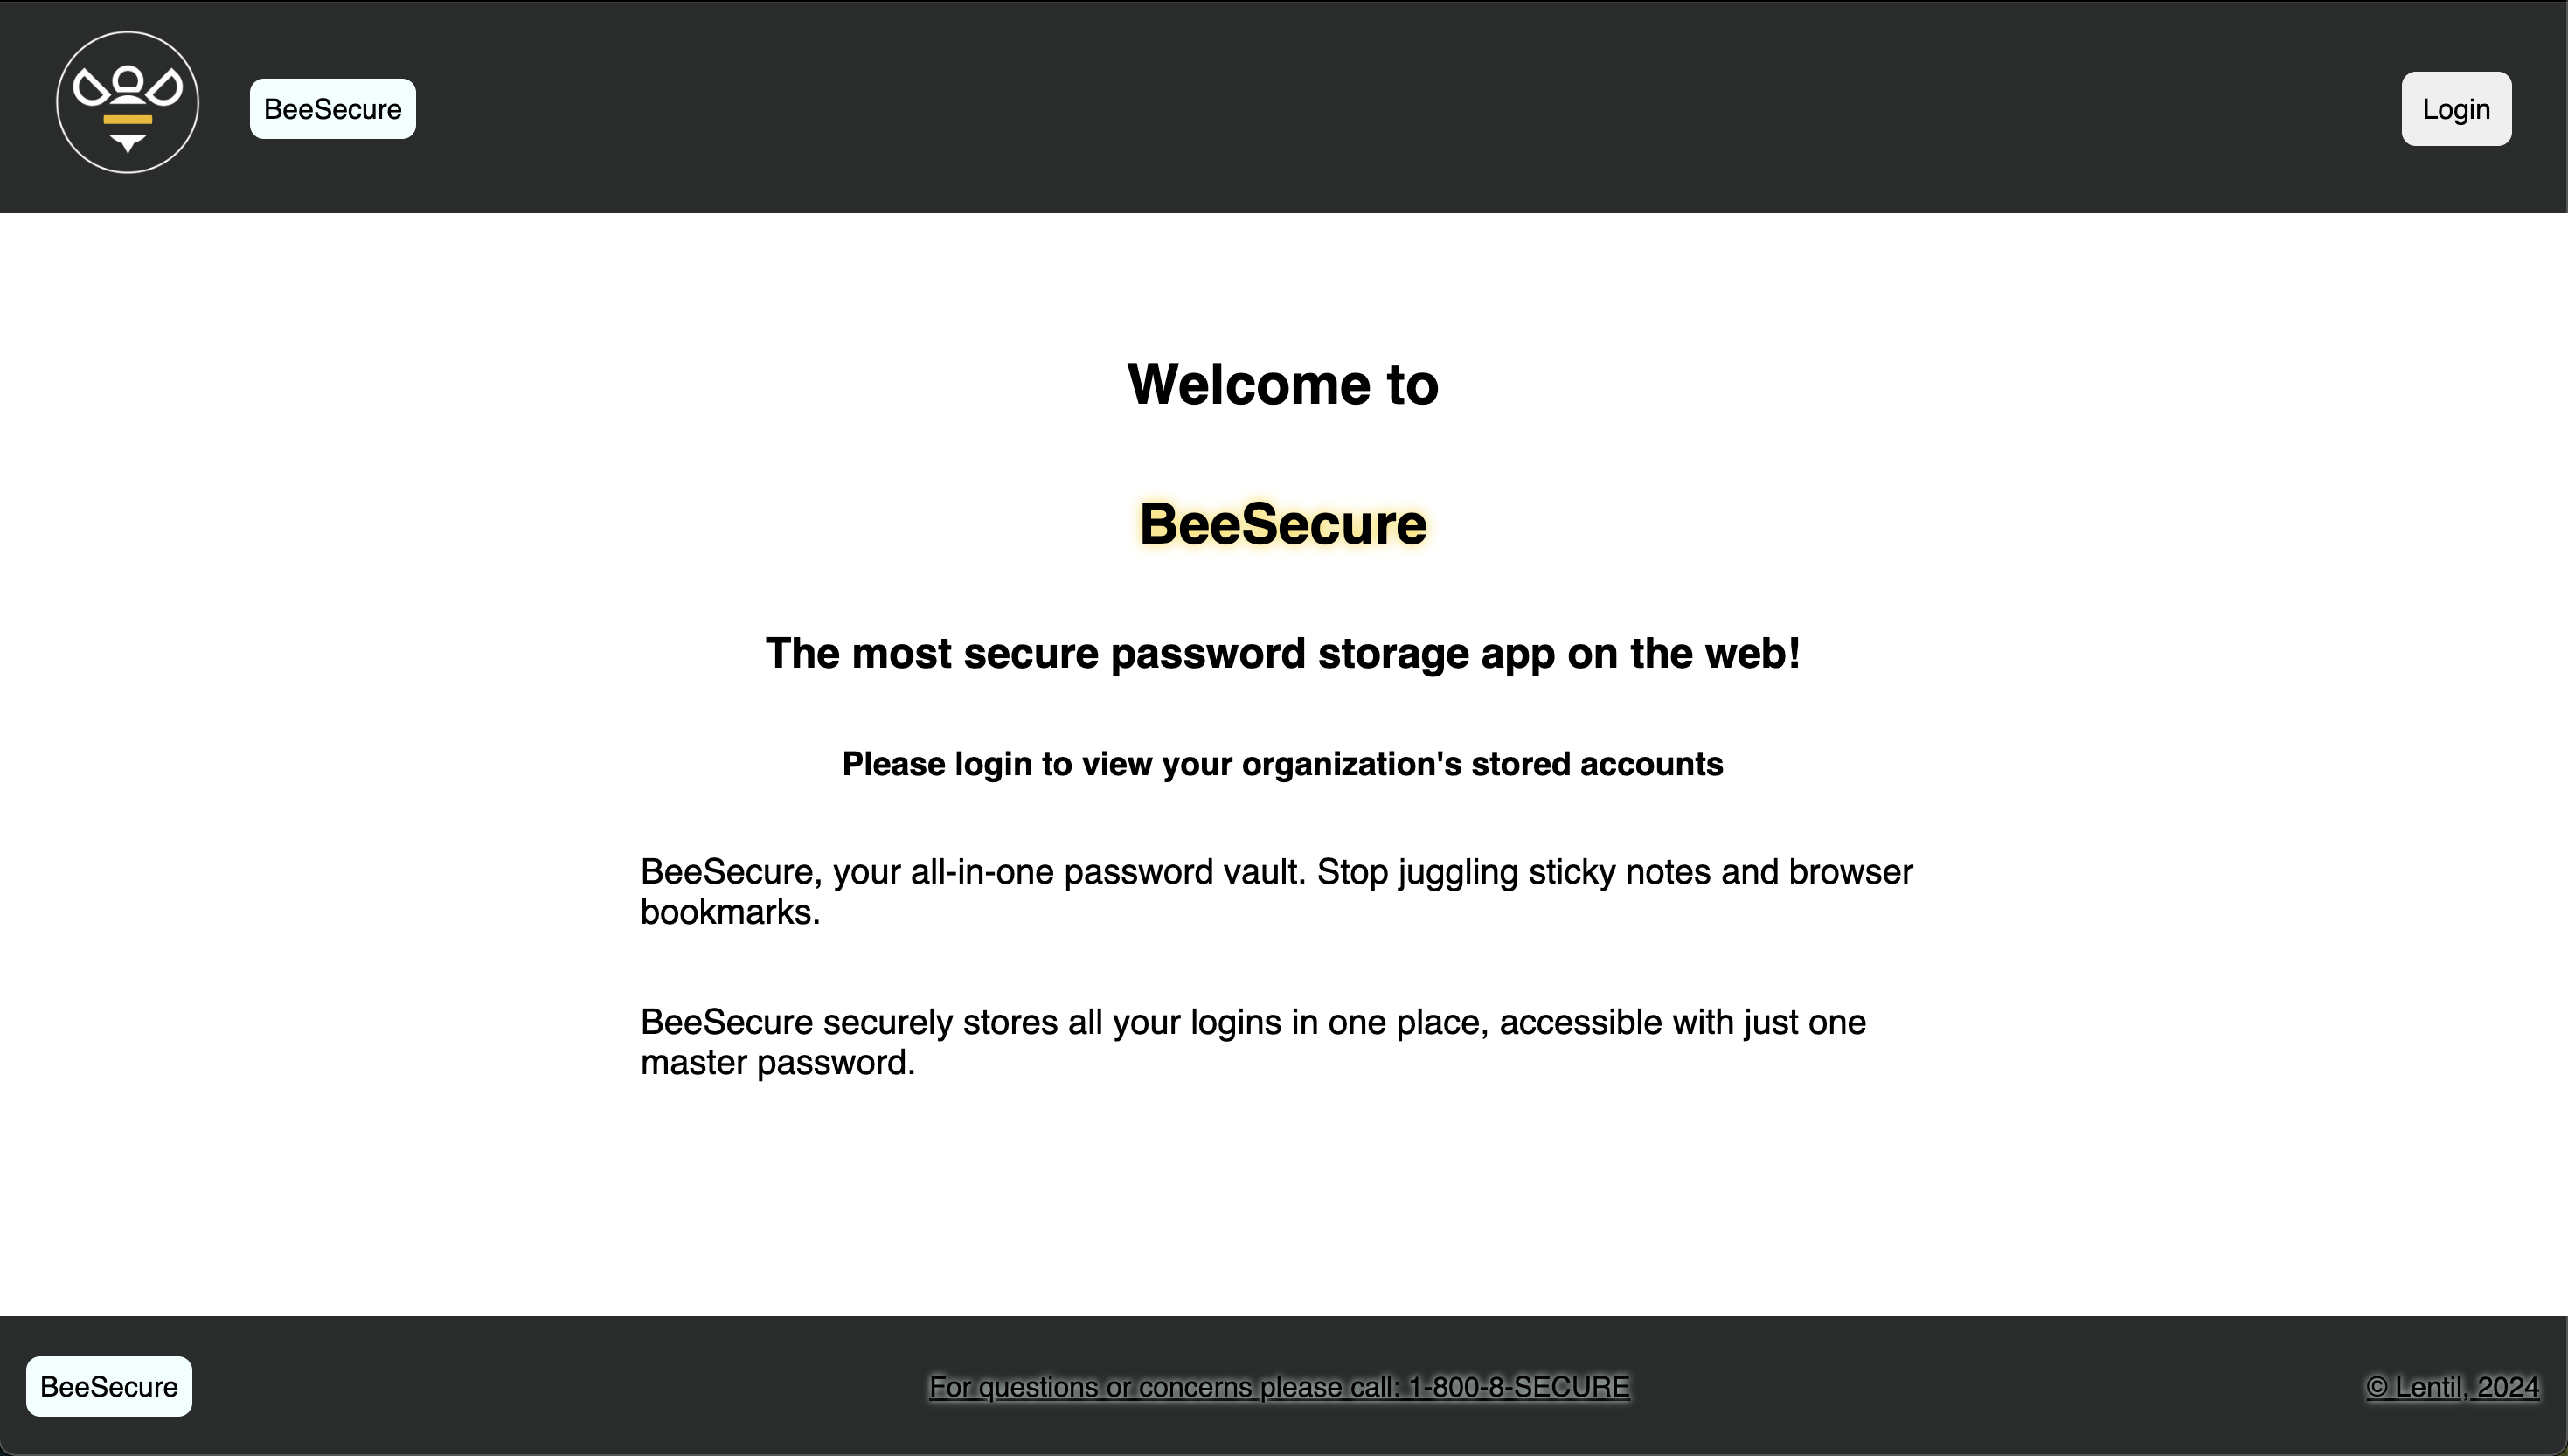 BeeSecure
Login
Welcome to
BeeSecure
The most secure password storage app on the web!
Please login to view your organization's stored accounts
BeeSecure, your all-in-one password vault. Stop juggling sticky notes and browser
bookmarks.
BeeSecure securely stores all your logins in one place, accessible with just one
master password.
BeeSecure
For questions or concerns please call: 1-800-8-SECURE
© Lentil, 2024